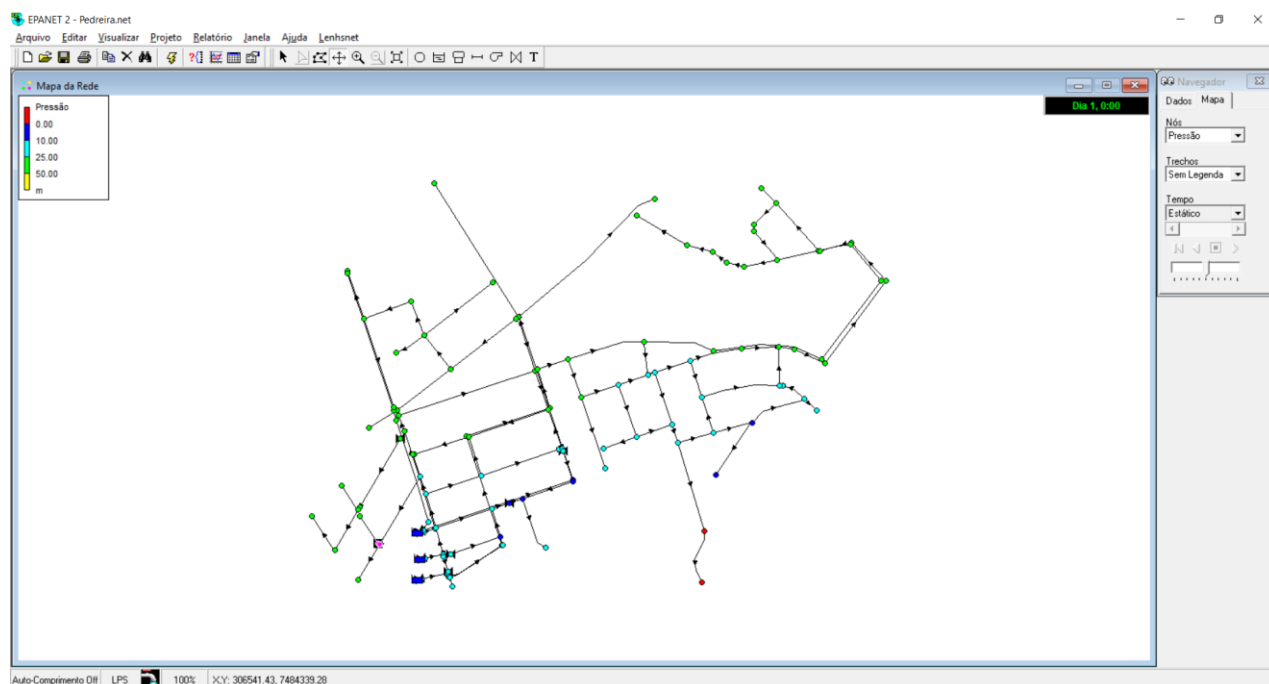 EPANET 2 - Pedreira.net
Arquivo Editar Visualizar Projeto Relatório Janela Ajuda Lenhsnet
T
Mapa da Rede
Navegador
Pressão
0.00
10.00
25.00
50.00
m
Dia 1, 0:00
Dados Mapa
Nós
Pressão
Trechos
Sem Legenda
Tempo
Estático
Auto-Comprimento Off LPS 100% X,Y: 306541.43, 7484339.28